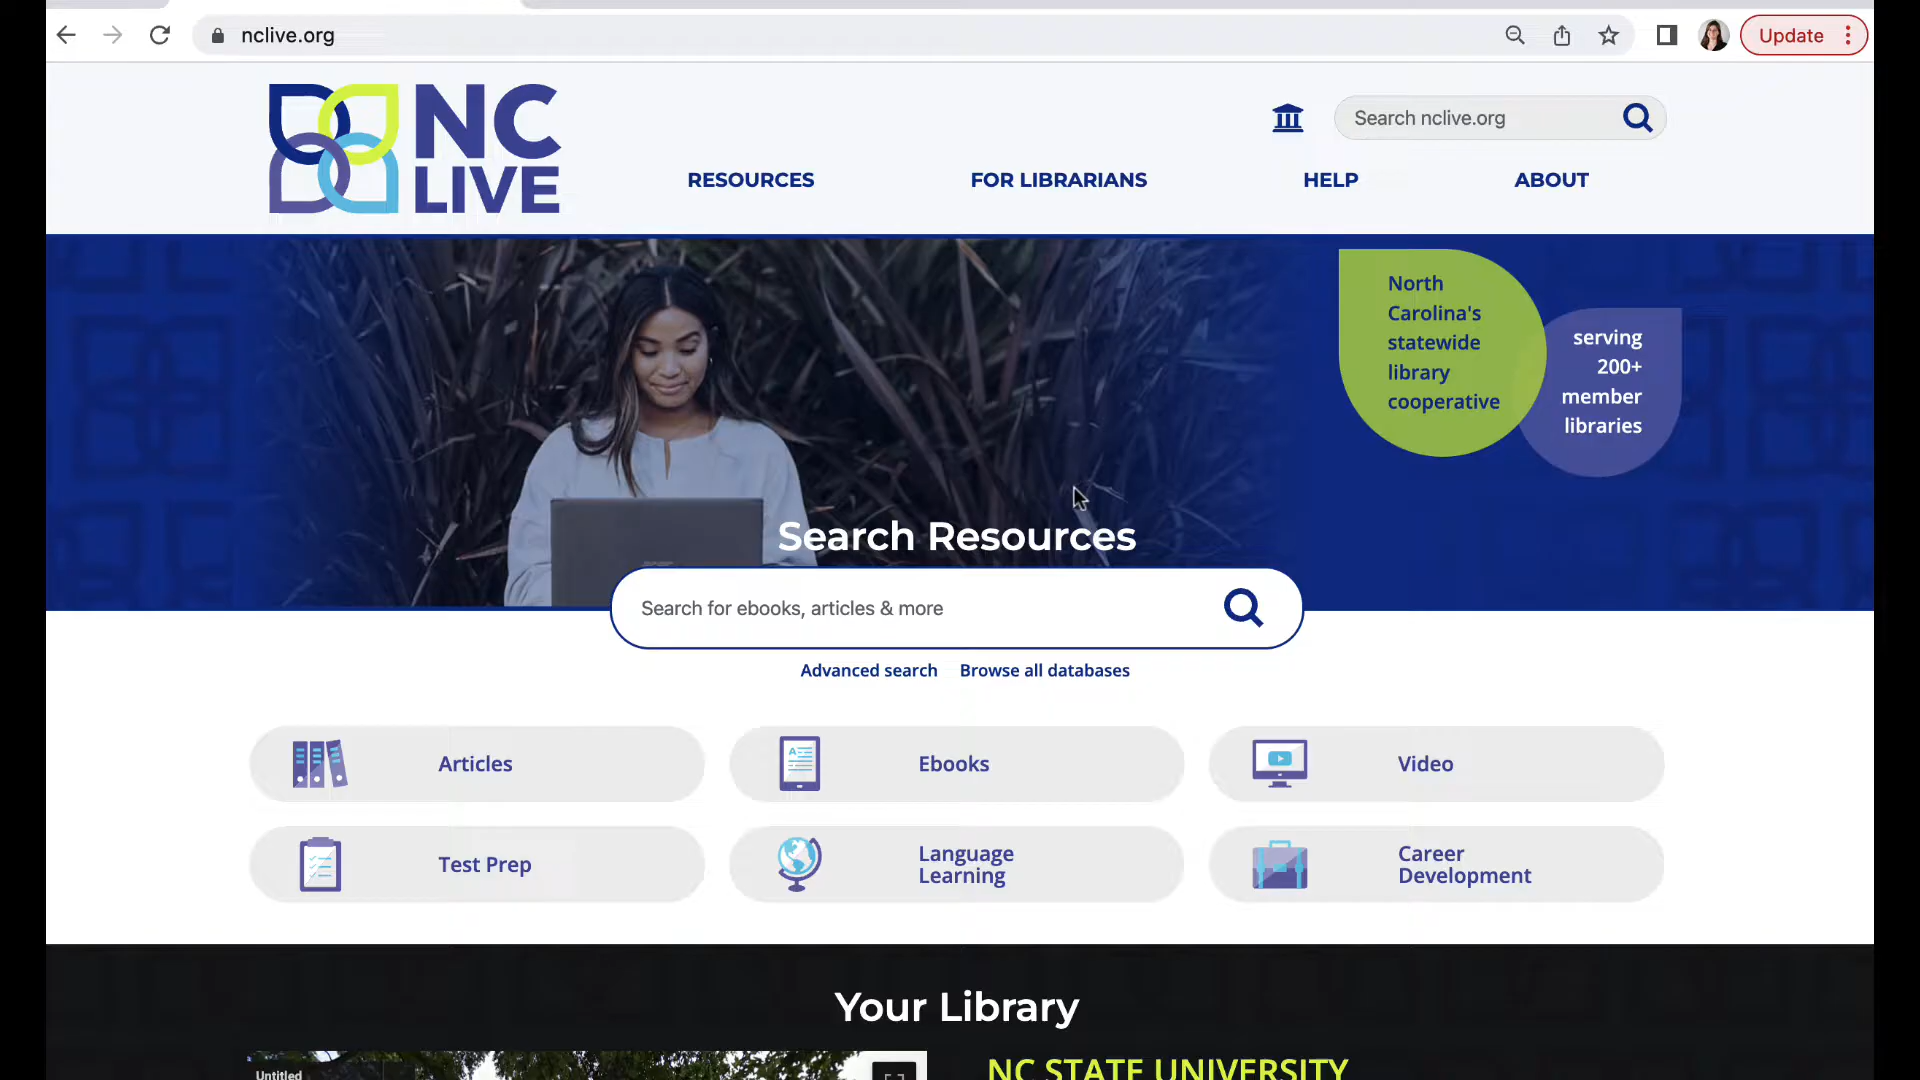 nclive.org
Update
NC
LIVE
Search nclive.org
RESOURCES
FOR LIBRARIANS
HELP
ABOUT
North
Carolina's
statewide
library
cooperative
serving
200+
member
libraries
Search Resources
Search for ebooks, articles & more
Advanced search
Browse all databases
Articles
Ebooks
Video
Test Prep
Language
Learning
Career
Development
Your Library
Untitled
NC STATE UNIVERSITY